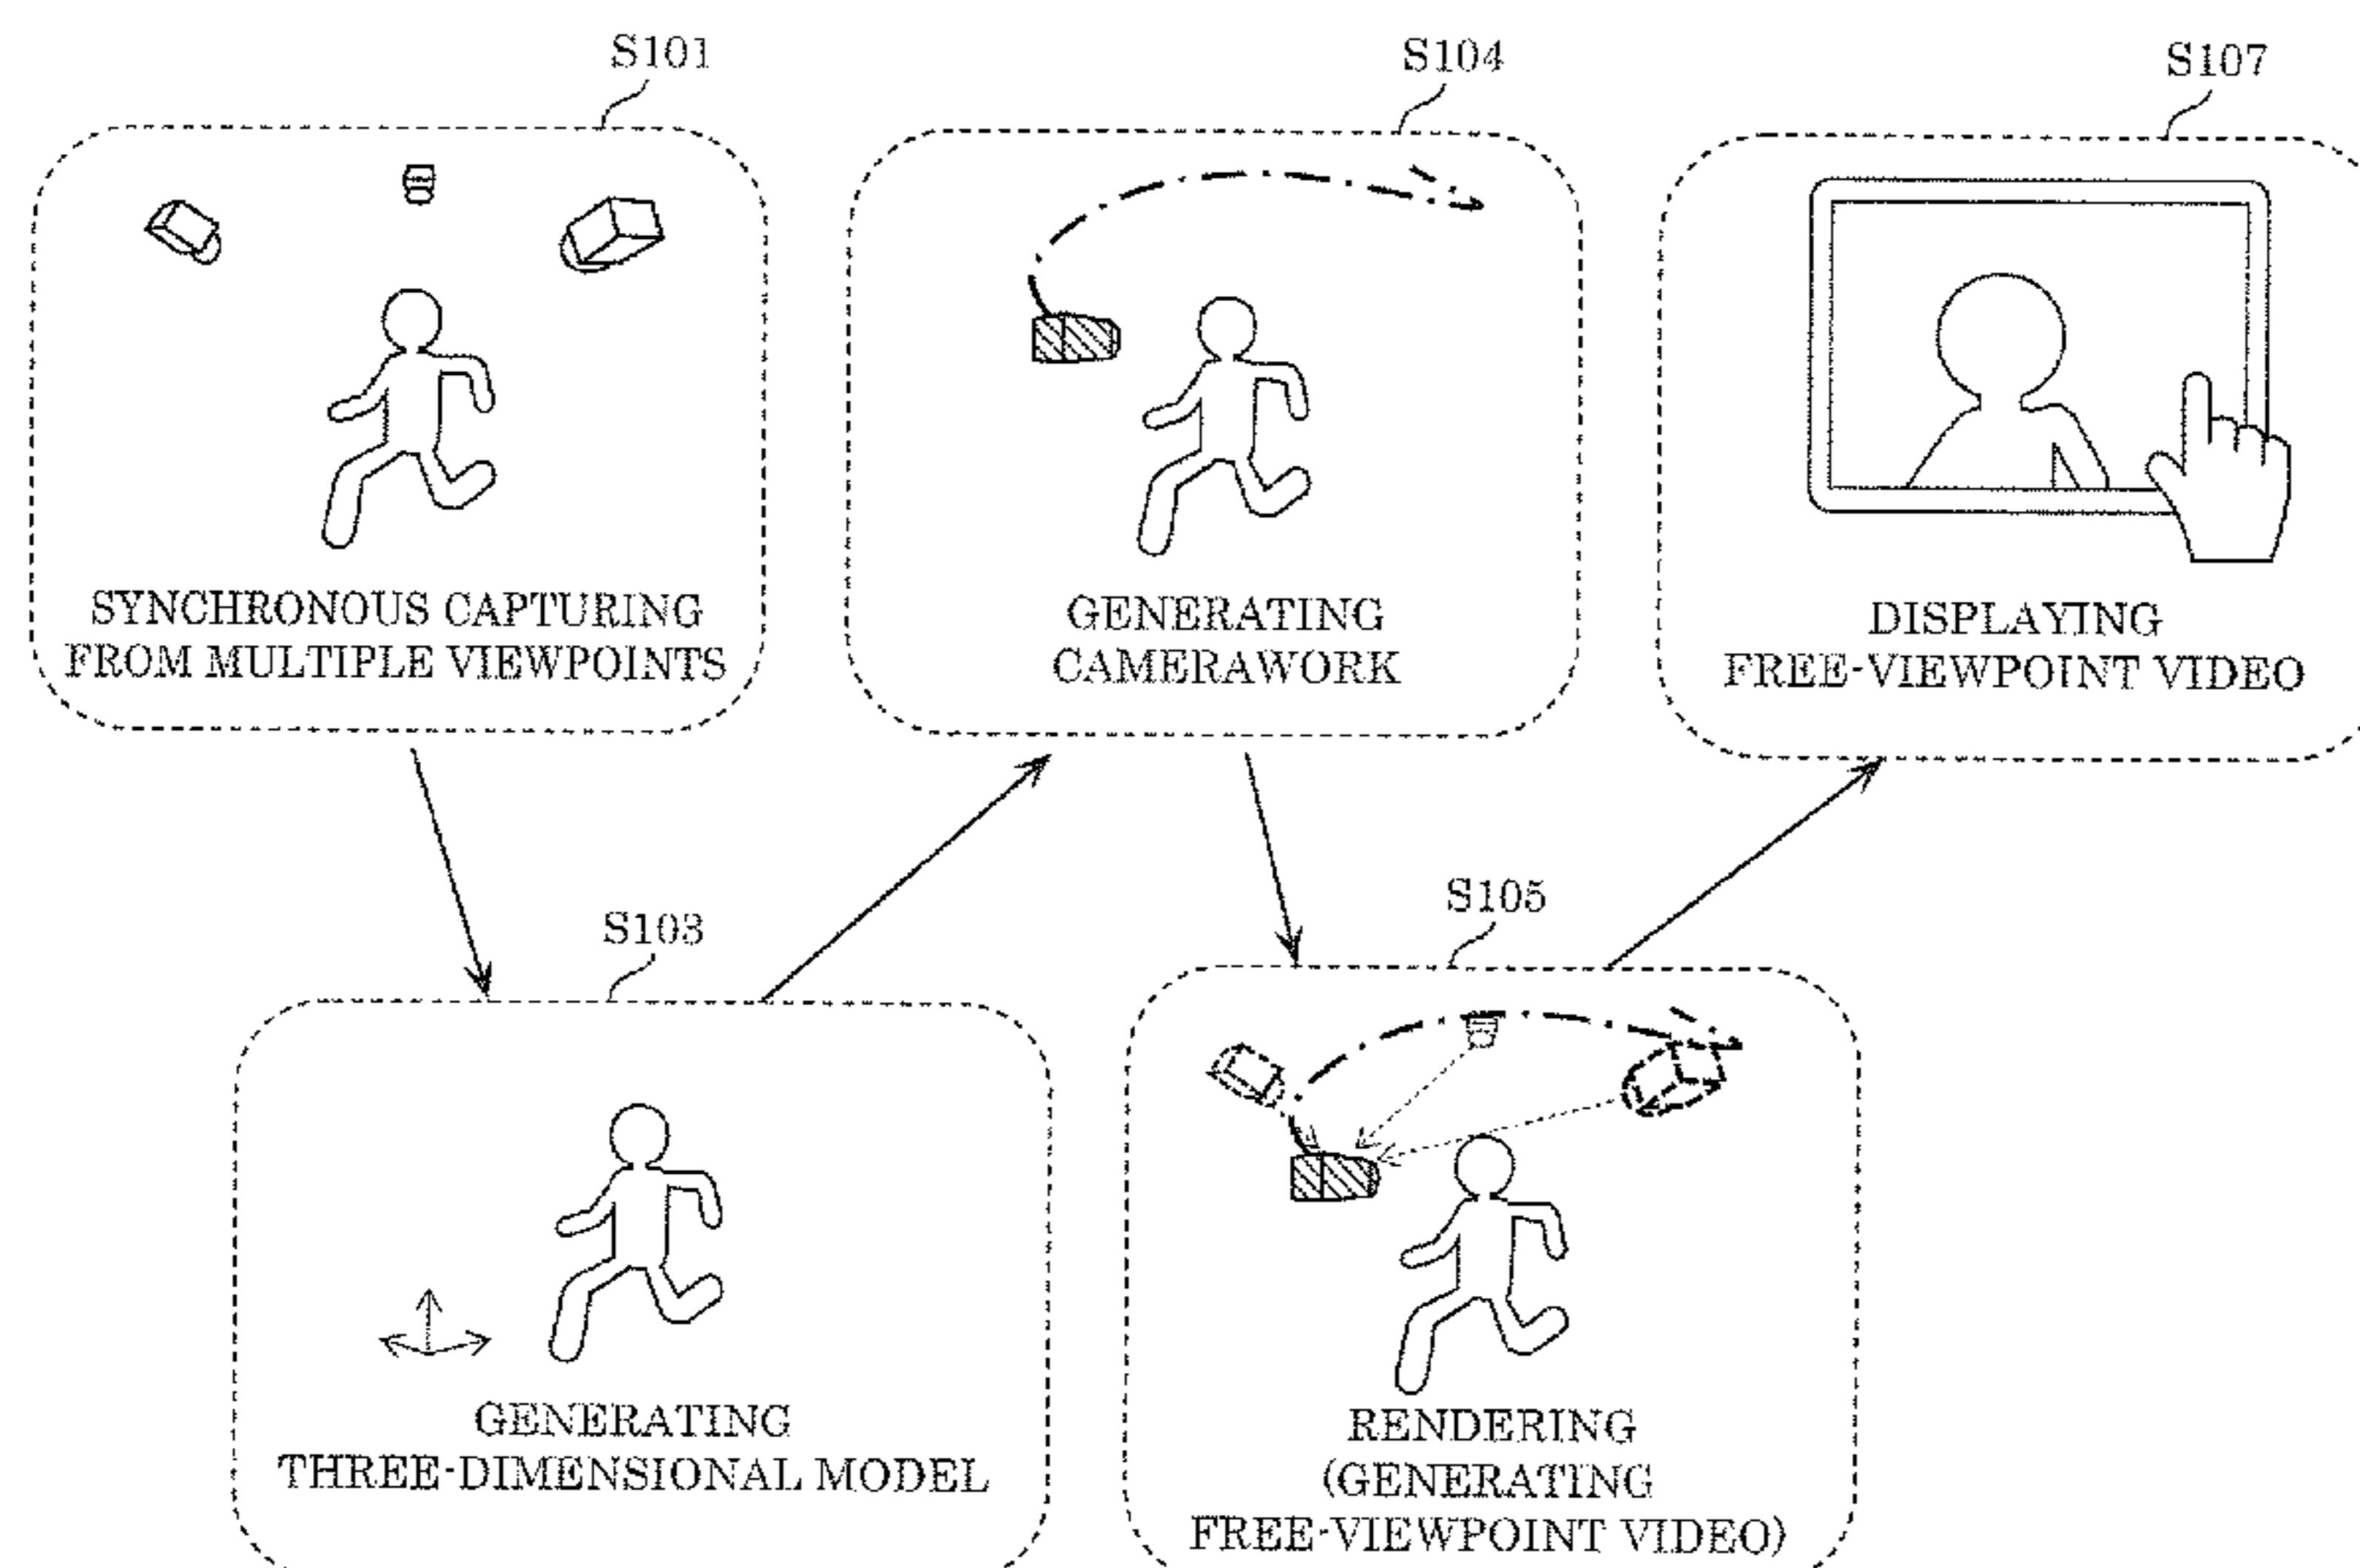 S101
SYNCHRONOUS CAPTURING
FROM MULTIPLE VIEWPOINTS
S104
GENERATING
CAMERAWORK
S107
DISPLAYING
FREE-VIEWPOINT VIDEO
S103
GENERATING
THREE-DIMENSIONAL MODEL
S105
RENDERING
(GENERATING
FREE-VIEWPOINT VIDEO)